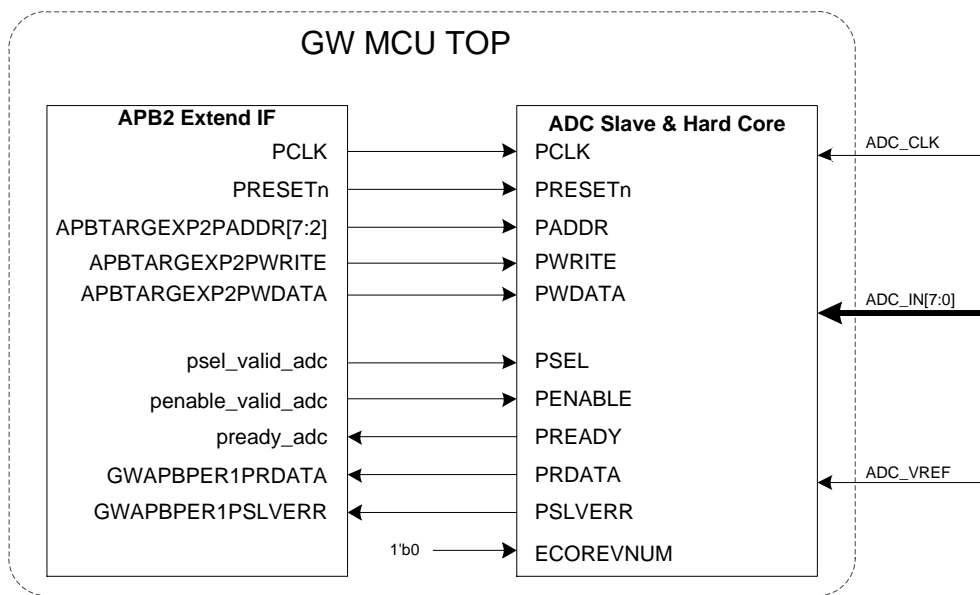 GW MCU TOP
APB2 Extend IF
ADC Slave & Hard Core
PCLK
PCLK
ADC_CLK
PRESETn
PRESETn
APBTARGEXP2PADDR[7:2]
PADDR
APBTARGEXP2PWRITE
PWRITE
APBTARGEXP2PWDATA
PWDATA
ADC_IN[7:0]
psel_valid_adc
PSEL
penable_valid_adc
PENABLE
pready_adc
PREADY
GWAPBPER1PRDATA
PRDATA
ADC_VREF
GWAPBPER1PSLVERR
PSLVERR
1'b0
ECOREVNUM